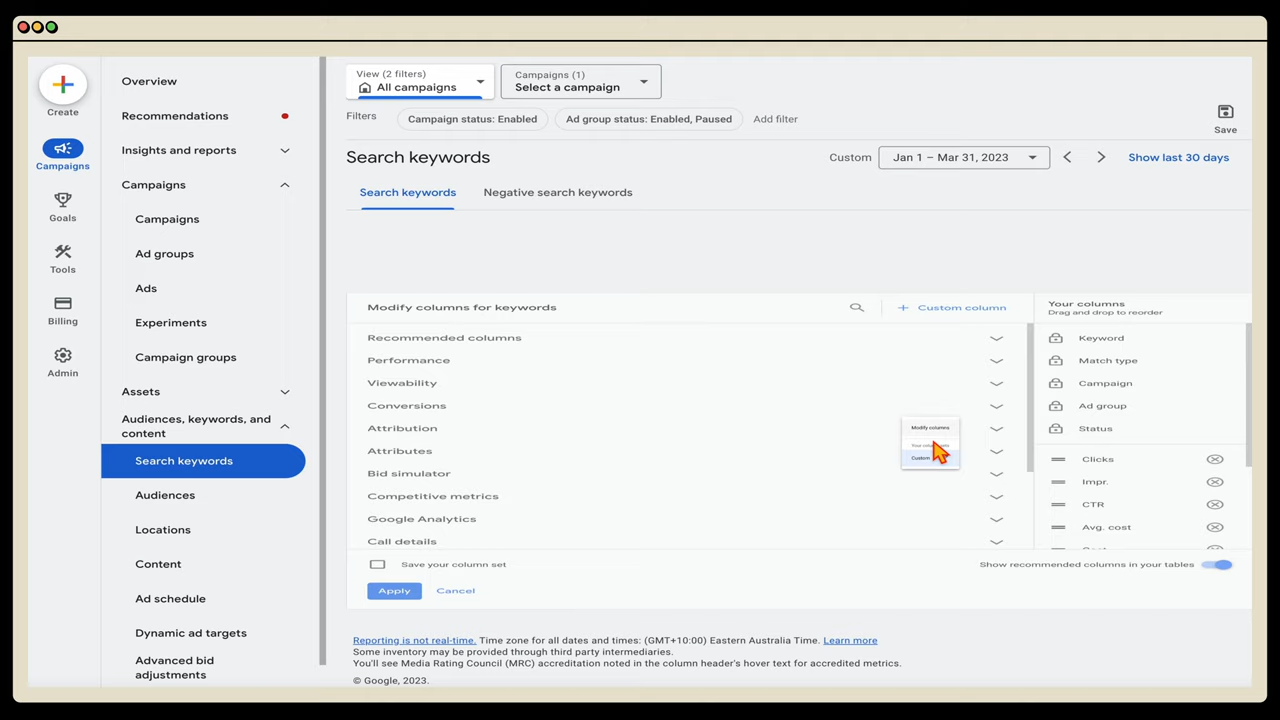 Create
Campaigns
Goals
Tools
Billing
Admin
Overview
Recommendations
Insights and reports
Campaigns
Campaigns
Ad groups
Ads
Experiments
Campaign groups
Assets
Audiences, keywords, and
content
Search keywords
Audiences
Locations
Content
Ad schedule
Dynamic ad targets
Advanced bid
adjustments
View (2 filters)
All campaigns
Campaigns (1)
Select a campaign
Filters
Campaign status: Enabled
Ad group status: Enabled, Paused
Add filter
Save
Search keywords
Custom
Jan 1 – Mar 31, 2023
Show last 30 days
Search keywords
Negative search keywords
Modify columns for keywords
+ Custom column
Recommended columns
Performance
Viewability
Conversions
Attribution
Attributes
Bid simulator
Competitive metrics
Google Analytics
Call details
Modify columns
Custom
Your columns
Drag and drop to reorder
Keyword
Match type
Campaign
Ad group
Status
Clicks
Impr.
CTR
Avg. cost
Save your column set
Show recommended columns in your tables
Apply
Cancel
Reporting is not real-time. Time zone for all dates and times: (GMT+10:00) Eastern Australia Time. Learn more
Some inventory may be provided through third party intermediaries.
You'll see Media Rating Council (MRC) accreditation noted in the column header's hover text for accredited metrics.
© Google, 2023.